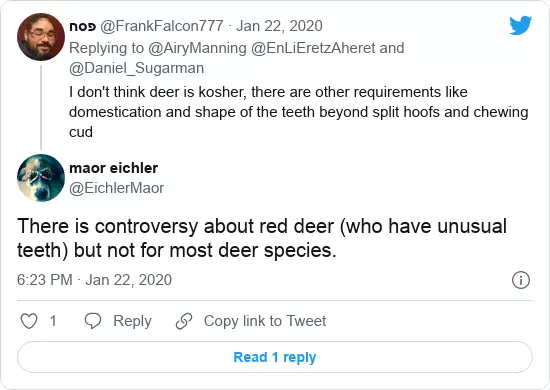 פסח @FrankFalcon777 · Jan 22, 2020
Replying to @AiryManning @EnLiEretzAheret and
@Daniel_Sugarman
I don't think deer is kosher, there are other requirements like
domestication and shape of the teeth beyond split hoofs and chewing
cud
maor eichler
@EichlerMaor
There is controversy about red deer (who have unusual
teeth) but not for most deer species.
6:23 PM · Jan 22, 2020
1 Reply Copy link to Tweet
Read 1 reply